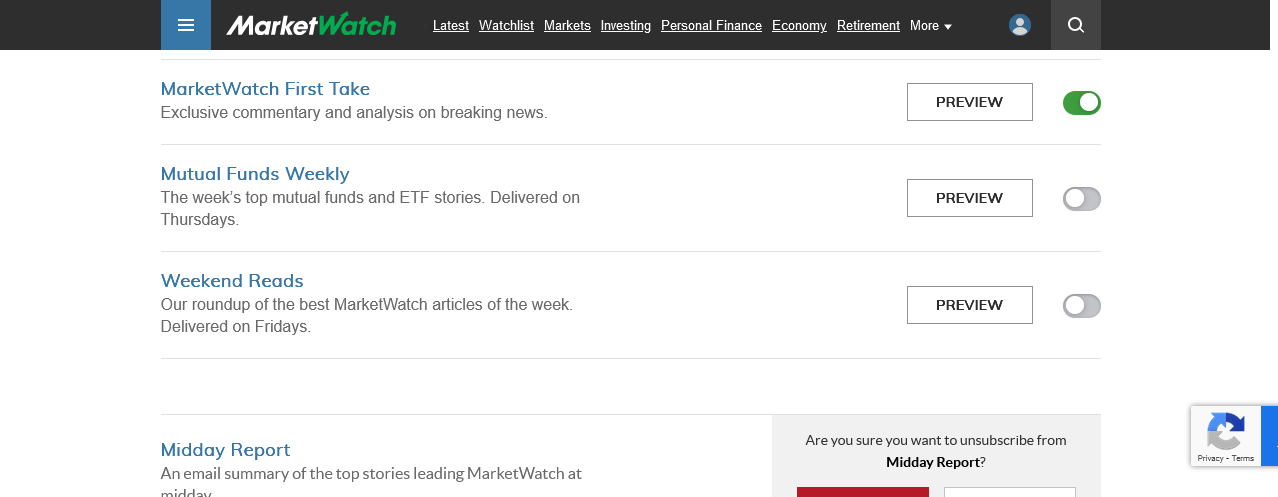 MarketWatch Latest Watchlist Markets Investing Personal Finance Economy Retirement More
MarketWatch First Take
Exclusive commentary and analysis on breaking news.
PREVIEW
Mutual Funds Weekly
The week’s top mutual funds and ETF stories. Delivered on
Thursdays.
PREVIEW
Weekend Reads
Our roundup of the best MarketWatch articles of the week.
Delivered on Fridays.
PREVIEW
Midday Report
An email summary of the top stories leading MarketWatch at
midday
Are you sure you want to unsubscribe from
Midday Report?
Privacy - Terms